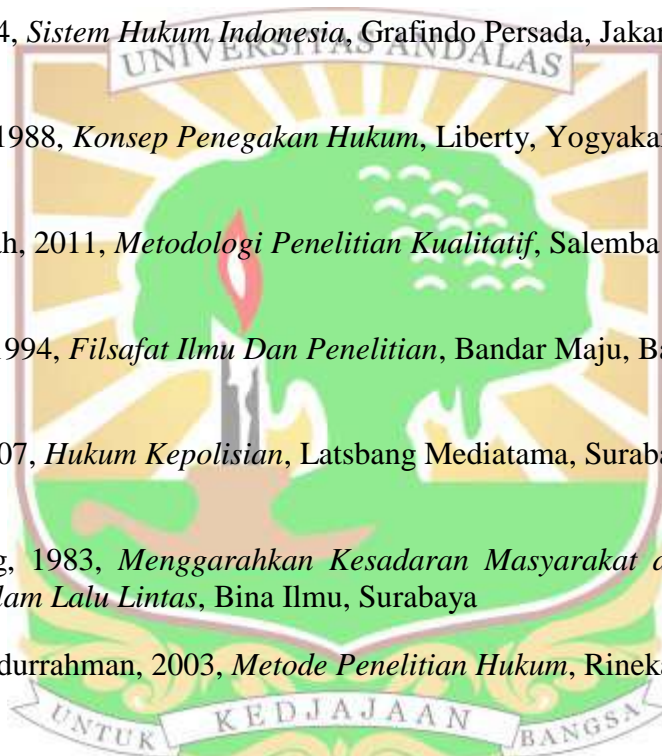 4, Sistem Hukum Indonesia, Grafindo Persada, Jakar
UNIVERSITAS ANDALAS
1988, Konsep Penegakan Hukum, Liberty, Yogyakar
ah, 2011, Metodologi Penelitian Kualitatif, Salemba
1994, Filsafat Ilmu Dan Penelitian, Bandar Maju, Ba
07, Hukum Kepolisian, Latsbang Mediatama, Suraba
g, 1983, Menggarahkan Kesadaran Masyarakat d
lam Lalu Lintas, Bina Ilmu, Surabaya
durrahman, 2003, Metode Penelitian Hukum, Rineka
UNTUK KEDJAJAAN BANGSA